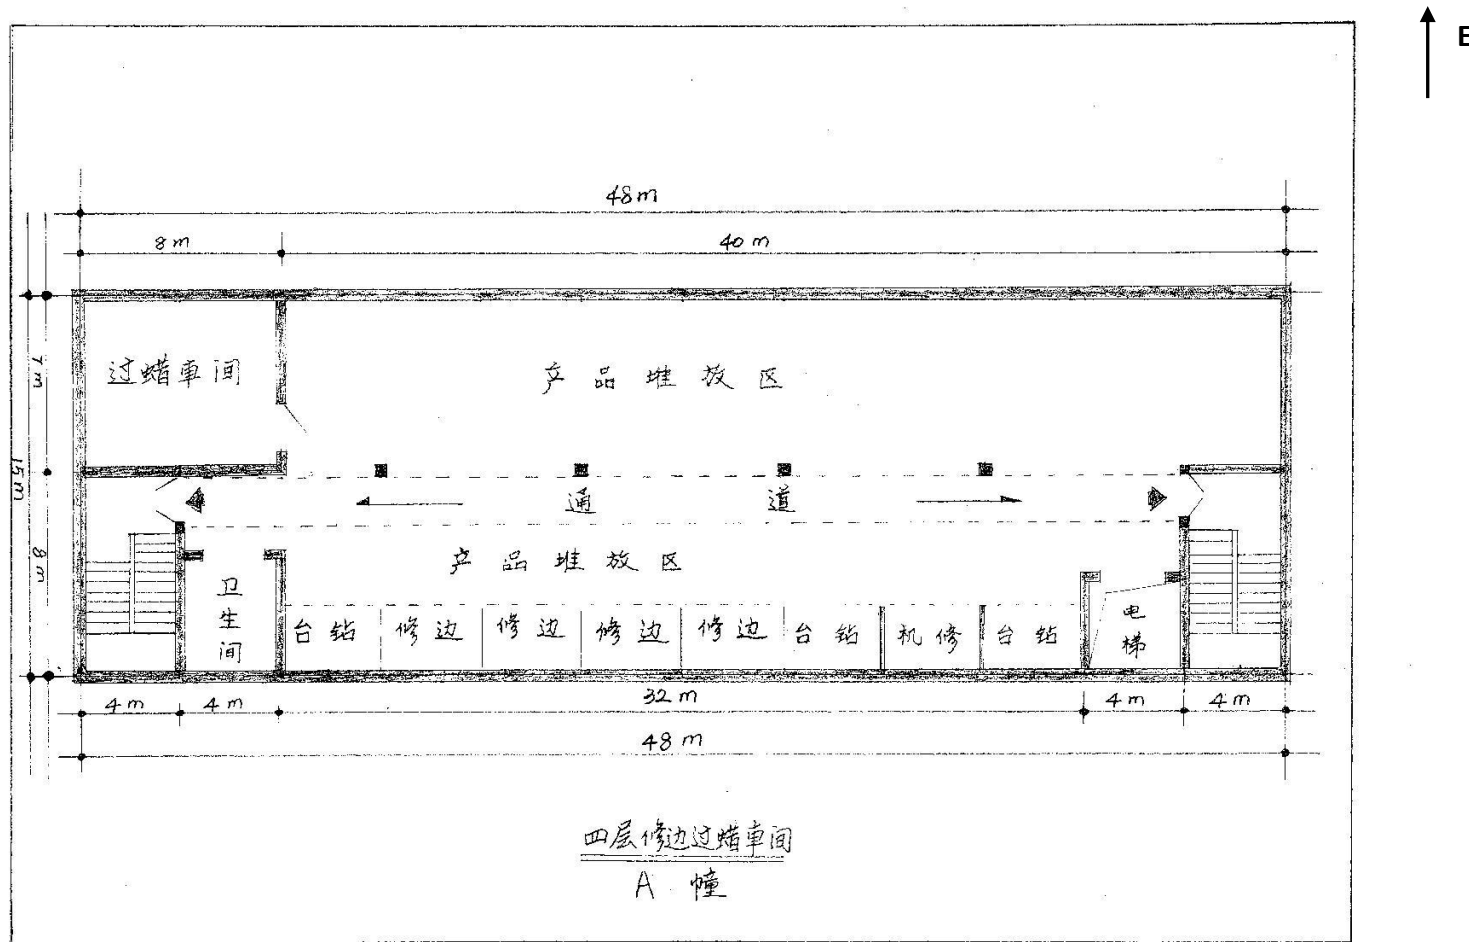 E
48m
8m
40m
7m
15m
8m
过蜡車间
产品堆放区
通道
产品堆放区
卫生间
台钻
修边
修边
修边
修边
台钻
机修
台钻
电梯
4m
4m
32m
4m
4m
48m
四层修边过蜡車间
A 幢